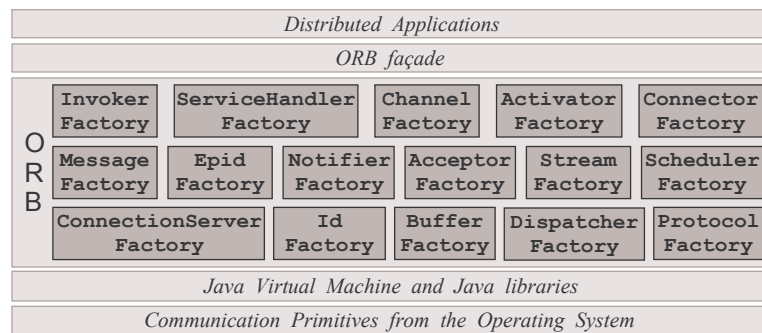 Distributed Applications
ORB façade
ORB
Invoker Factory
ServiceHandler Factory
Channel Factory
Activator Factory
Connector Factory
Message Factory
Epid Factory
Notifier Factory
Acceptor Factory
Stream Factory
Scheduler Factory
ConnectionServer Factory
Id Factory
Buffer Factory
Dispatcher Factory
Protocol Factory
Java Virtual Machine and Java libraries
Communication Primitives from the Operating System